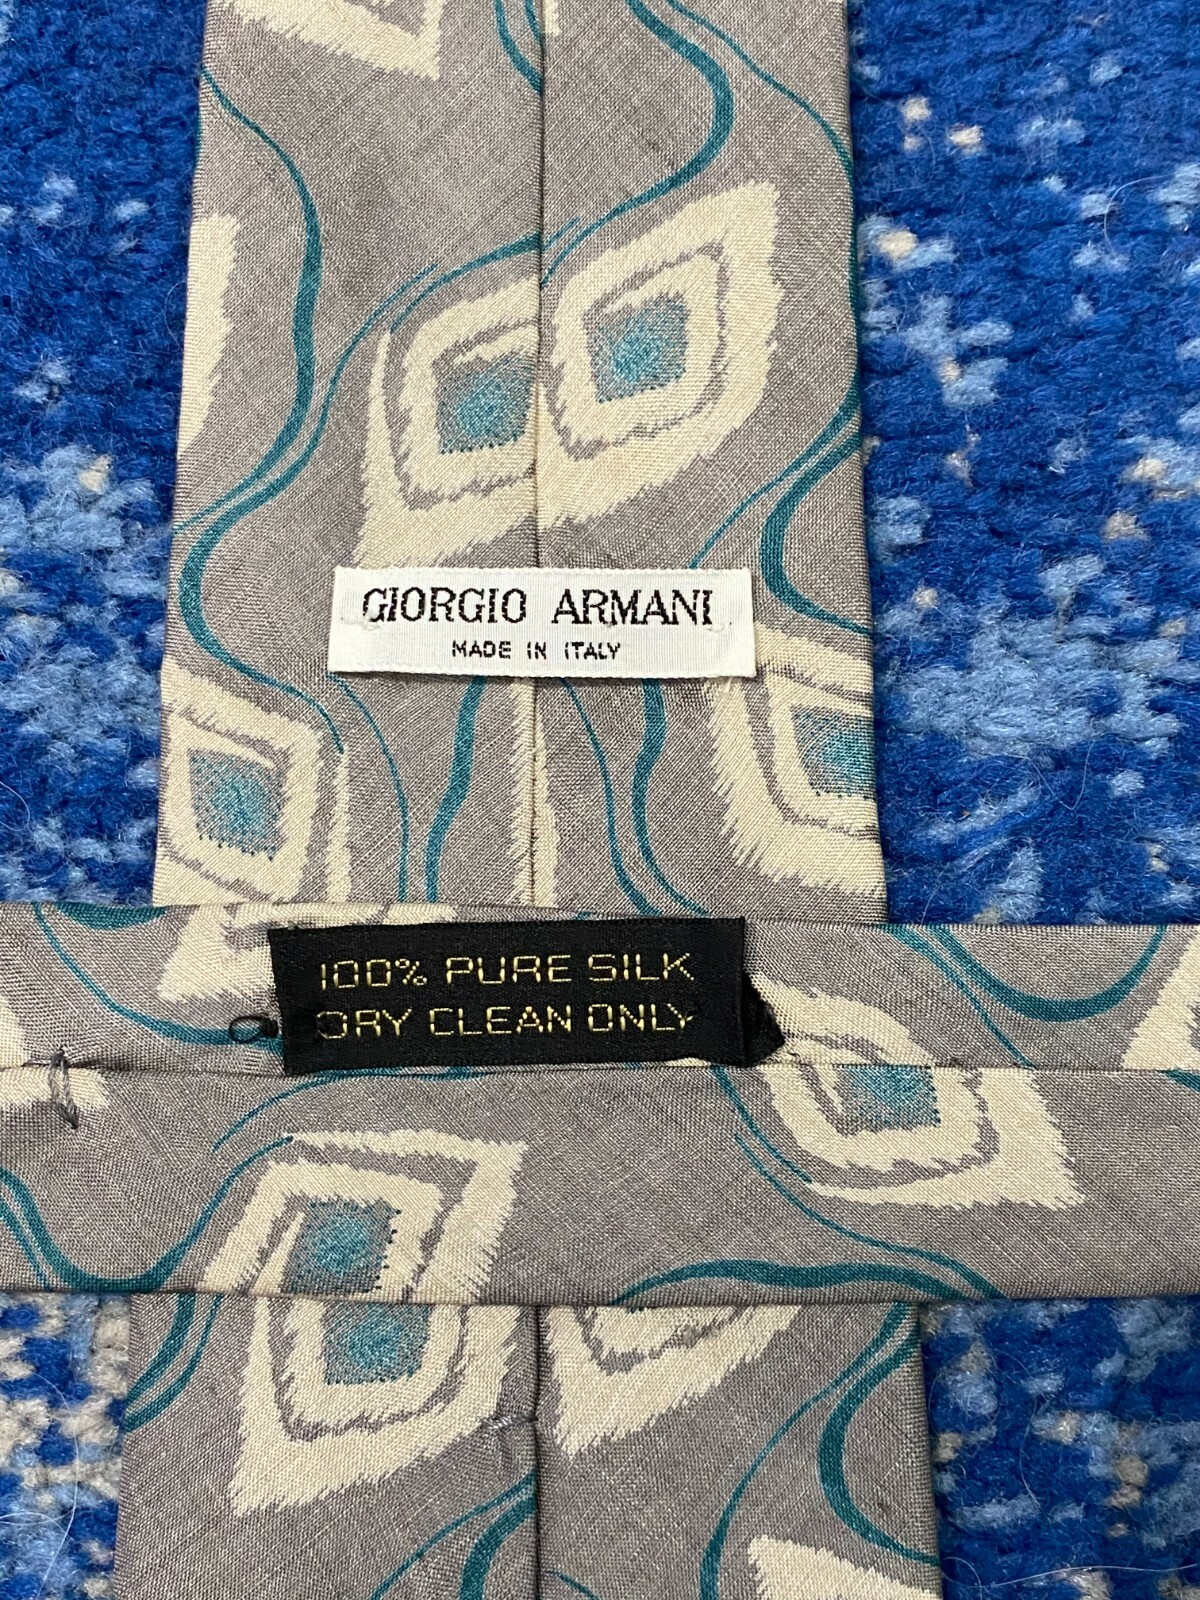 GIORGIO ARMANI
MADE IN ITALY
100% PURE SILK
DRY CLEAN ONLY